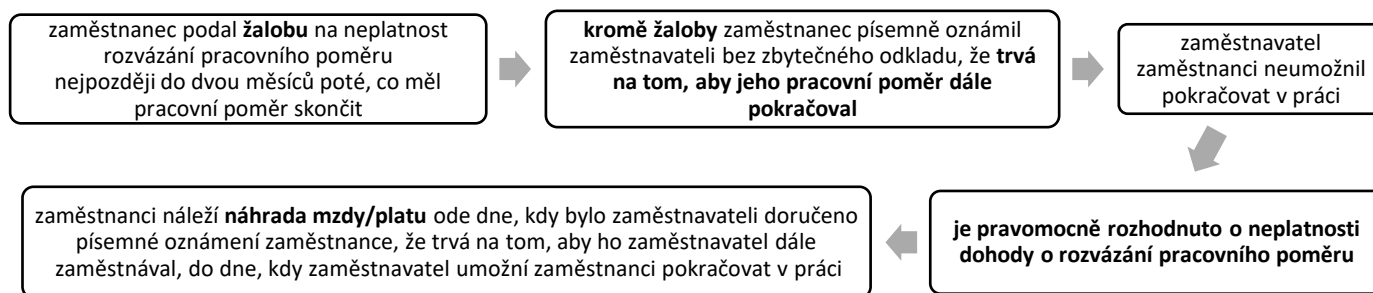 zaměstnanec podal žalobu na neplatnost
rozvázání pracovního poměru
nejpozději do dvou měsíců poté, co měl
pracovní poměr skončit
kromě žaloby zaměstnanec písemně oznámil
zaměstnavateli bez zbytečného odkladu, že trvá
na tom, aby jeho pracovní poměr dále
pokračoval
zaměstnavatel
zaměstnanci neumožnil
pokračovat v práci
je pravomocně rozhodnuto o neplatnosti
dohody o rozvázání pracovního poměru
zaměstnanci náleží náhrada mzdy/platu ode dne, kdy bylo zaměstnavateli doručeno
písemné oznámení zaměstnance, že trvá na tom, aby ho zaměstnavatel dále
zaměstnával, do dne, kdy zaměstnavatel umožní zaměstnanci pokračovat v práci